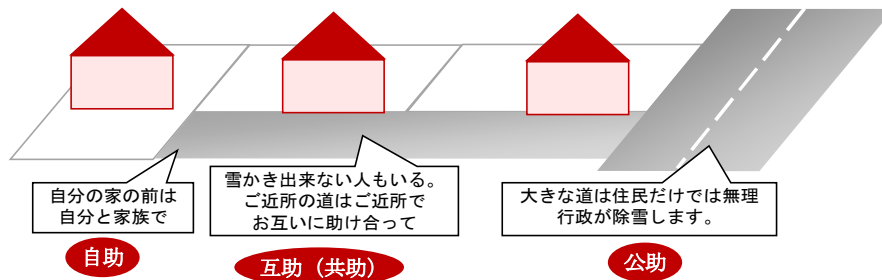 自分の家の前は
自分と家族で
雪かき出来ない人もいる。
ご近所の道はご近所で
お互いに助け合って
大きな道は住民だけでは無理
行政が除雪します。
自助
互助（共助）
公助